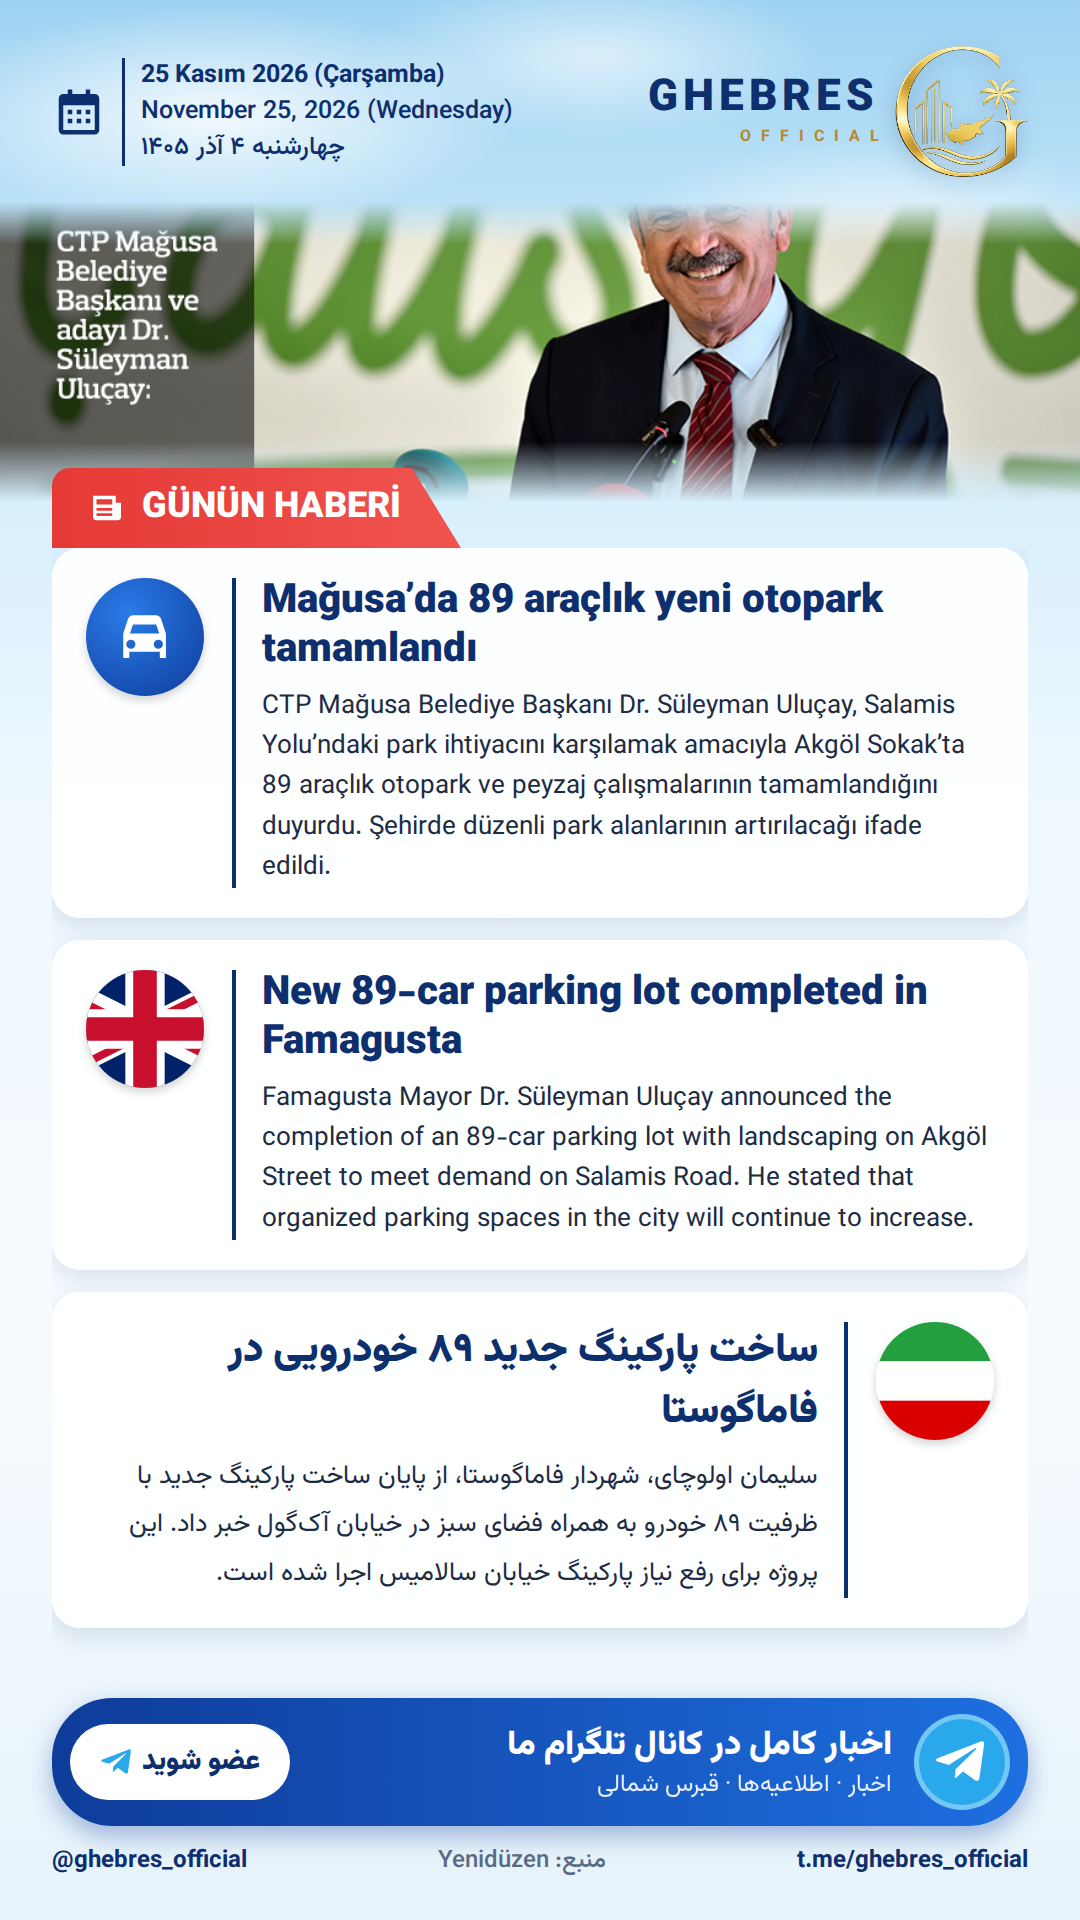 25 Kasım 2026 (Çarşamba)
November 25, 2026 (Wednesday)
چهارشنبه ۴ آذر ۱۴۰۵
GHEBRES
OFFICIAL
CTP Mağusa
Belediye
Başkanı ve
adayı Dr.
Süleyman
Uluçay:
GÜNÜN HABERİ
Mağusa’da 89 araçlık yeni otopark
tamamlandı
CTP Mağusa Belediye Başkanı Dr. Süleyman Uluçay, Salamis
Yolu’ndaki park ihtiyacını karşılamak amacıyla Akgöl Sokak’ta
89 araçlık otopark ve peyzaj çalışmalarının tamamlandığını
duyurdu. Şehirde düzenli park alanlarının artırılacağı ifade
edildi.
New 89-car parking lot completed in
Famagusta
Famagusta Mayor Dr. Süleyman Uluçay announced the
completion of an 89-car parking lot with landscaping on Akgöl
Street to meet demand on Salamis Road. He stated that
organized parking spaces in the city will continue to increase.
ساخت پارکینگ جدید ۸۹ خودرویی در
فاماگوستا
سلیمان اولوچای، شهردار فاماگوستا، از پایان ساخت پارکینگ جدید با
ظرفیت ۸۹ خودرو به همراه فضای سبز در خیابان آک‌گول خبر داد. این
پروژه برای رفع نیاز پارکینگ خیابان سالامیس اجرا شده است.
اخبار کامل در کانال تلگرام ما
اخبار · اطلاعیه‌ها · قبرس شمالی
عضو شوید
@ghebres_official
منبع: Yenidüzen
t.me/ghebres_official